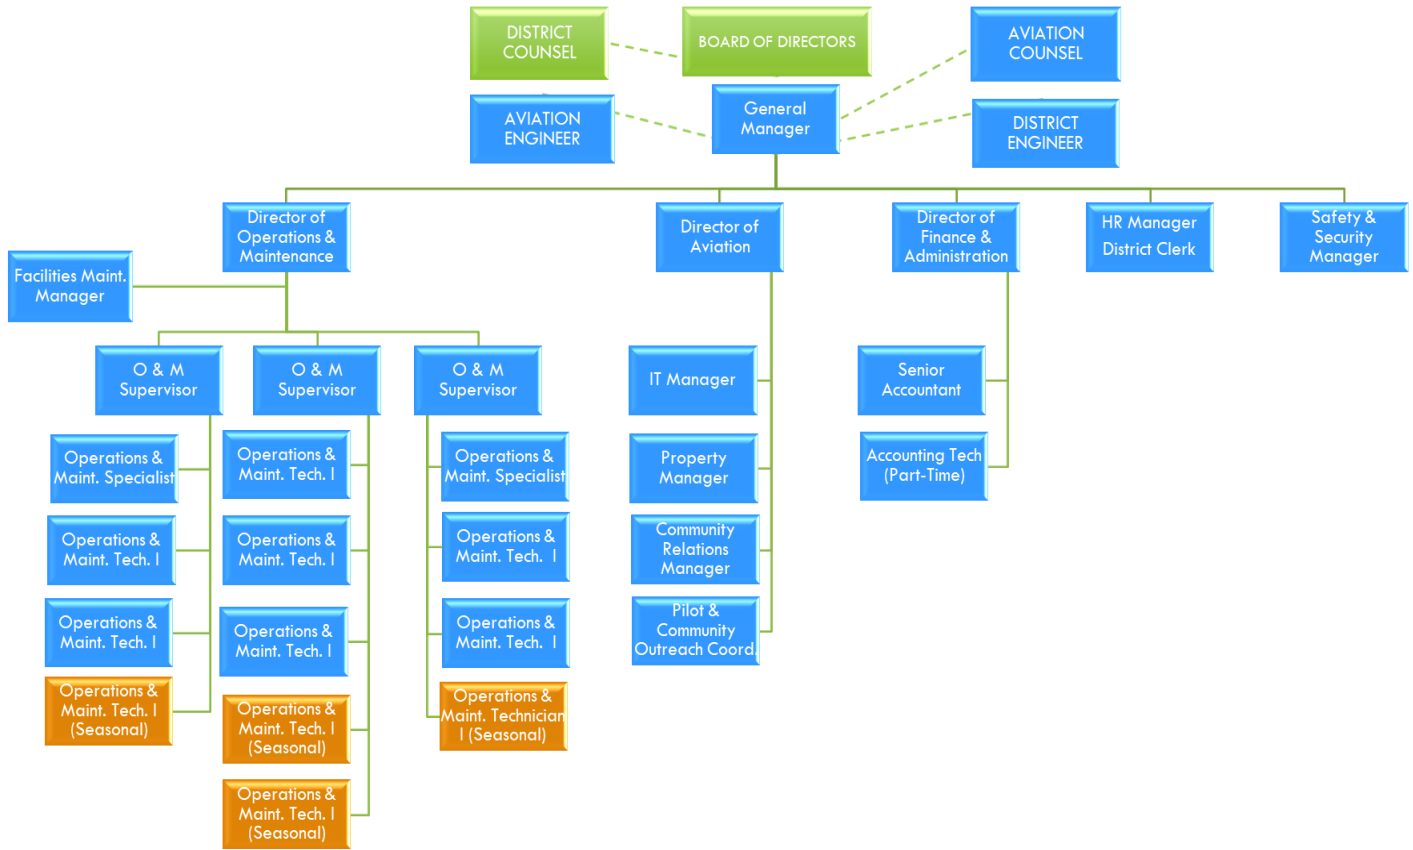 DISTRICT
COUNSEL
BOARD OF DIRECTORS
AVIATION
COUNSEL
AVIATION
ENGINEER
General
Manager
DISTRICT
ENGINEER
Director of
Operations &
Maintenance
Director of
Aviation
Director of
Finance &
Administration
HR Manager
District Clerk
Safety &
Security
Manager
Facilities Maint.
Manager
O & M
Supervisor
O & M
Supervisor
O & M
Supervisor
IT Manager
Senior
Accountant
Operations &
Maint. Specialist
Operations &
Maint. Tech. I
Operations &
Maint. Specialist
Property
Manager
Accounting Tech
(Part-Time)
Operations &
Maint. Tech. I
Operations &
Maint. Tech. I
Operations &
Maint. Tech. I
Community
Relations
Manager
Operations &
Maint. Tech. I
Operations &
Maint. Tech. I
Operations &
Maint. Tech. I
Pilot &
Community
Outreach Coord.
Operations &
Maint. Tech. I
(Seasonal)
Operations &
Maint. Tech. I
(Seasonal)
Operations &
Maint. Technician
I (Seasonal)
Operations &
Maint. Tech. I
(Seasonal)